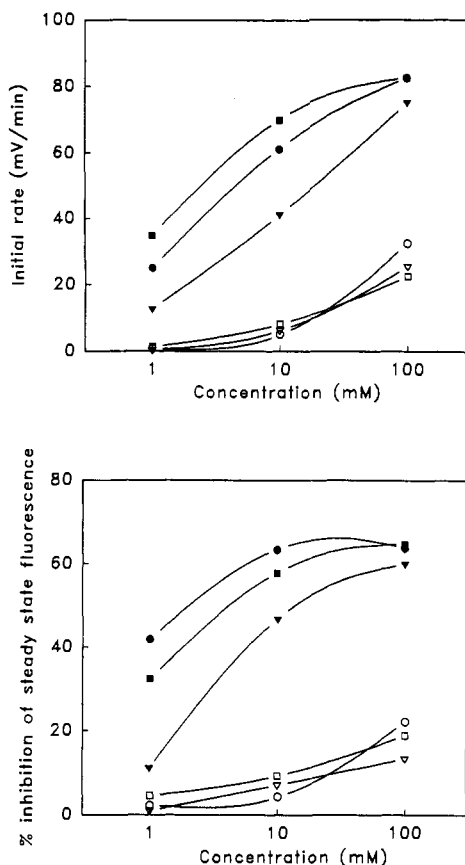 100
80
60
40
20
0
Initial rate (mV/min)
1 10 100
Concentration (mM)
80
60
40
20
0
% inhibition of steady state fluorescence
1 10 100
Concentration (mM)